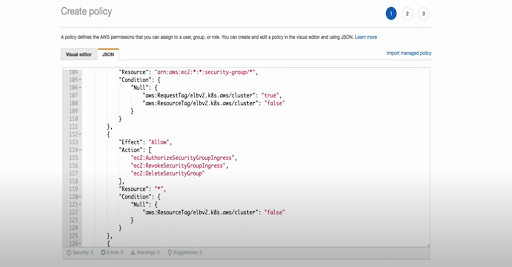 Create policy
1 2 3
A policy defines the AWS permissions that you can assign to a user, group, or role. You can create and edit a policy in the visual editor and using JSON. Learn more
Visual editor JSON Import managed policy
104 "Resource": "arn:aws:ec2:*:*:security-group/*",
105 "Condition": {
106 "Null": {
107 "aws:RequestTag/elbv2.k8s.aws/cluster": "true",
108 "aws:ResourceTag/elbv2.k8s.aws/cluster": "false"
109 }
110 }
111 },
112 {
113 "Effect": "Allow",
114 "Action": [
115 "ec2:AuthorizeSecurityGroupIngress",
116 "ec2:RevokeSecurityGroupIngress",
117 "ec2:DeleteSecurityGroup"
118 ],
119 "Resource": "*",
120 "Condition": {
121 "Null": {
122 "aws:ResourceTag/elbv2.k8s.aws/cluster": "false"
123 }
124 }
125 },
126 {
Security: 0 Errors: 0 Warnings: 0 Suggestions: 0